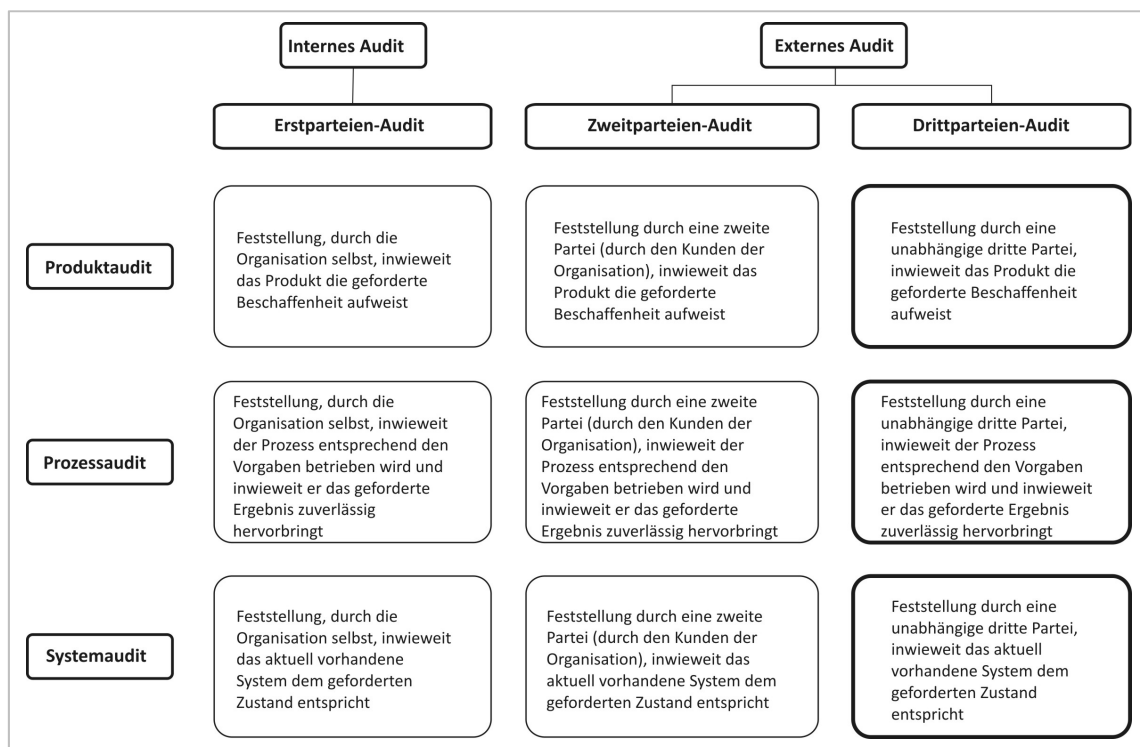 Internes Audit
Externes Audit
Erstparteien-Audit
Zweitparteien-Audit
Drittparteien-Audit
Produktaudit
Feststellung, durch die
Organisation selbst, inwieweit
das Produkt die geforderte
Beschaffenheit aufweist
Feststellung durch eine zweite
Partei (durch den Kunden der
Organisation), inwieweit das
Produkt die geforderte
Beschaffenheit aufweist
Feststellung durch eine
unabhängige dritte Partei,
inwieweit das Produkt die
geforderte Beschaffenheit
aufweist
Prozessaudit
Feststellung, durch die
Organisation selbst, inwieweit
der Prozess entsprechend den
Vorgaben betrieben wird und
inwieweit er das geforderte
Ergebnis zuverlässig
hervorbringt
Feststellung durch eine zweite
Partei (durch den Kunden der
Organisation), inwieweit der
Prozess entsprechend den
Vorgaben betrieben wird und
inwieweit er das geforderte
Ergebnis zuverlässig hervorbringt
Feststellung durch eine
unabhängige dritte Partei,
inwieweit der Prozess
entsprechend den Vorgaben
betrieben wird und inwieweit
er das geforderte Ergebnis
zuverlässig hervorbringt
Systemaudit
Feststellung, durch die
Organisation selbst, inwieweit
das aktuell vorhandene
System dem geforderten
Zustand entspricht
Feststellung durch eine zweite
Partei (durch den Kunden der
Organisation), inwieweit das
aktuell vorhandene System dem
geforderten Zustand entspricht
Feststellung durch eine
unabhängige dritte Partei,
inwieweit das aktuell
vorhandene System dem
geforderten Zustand
entspricht